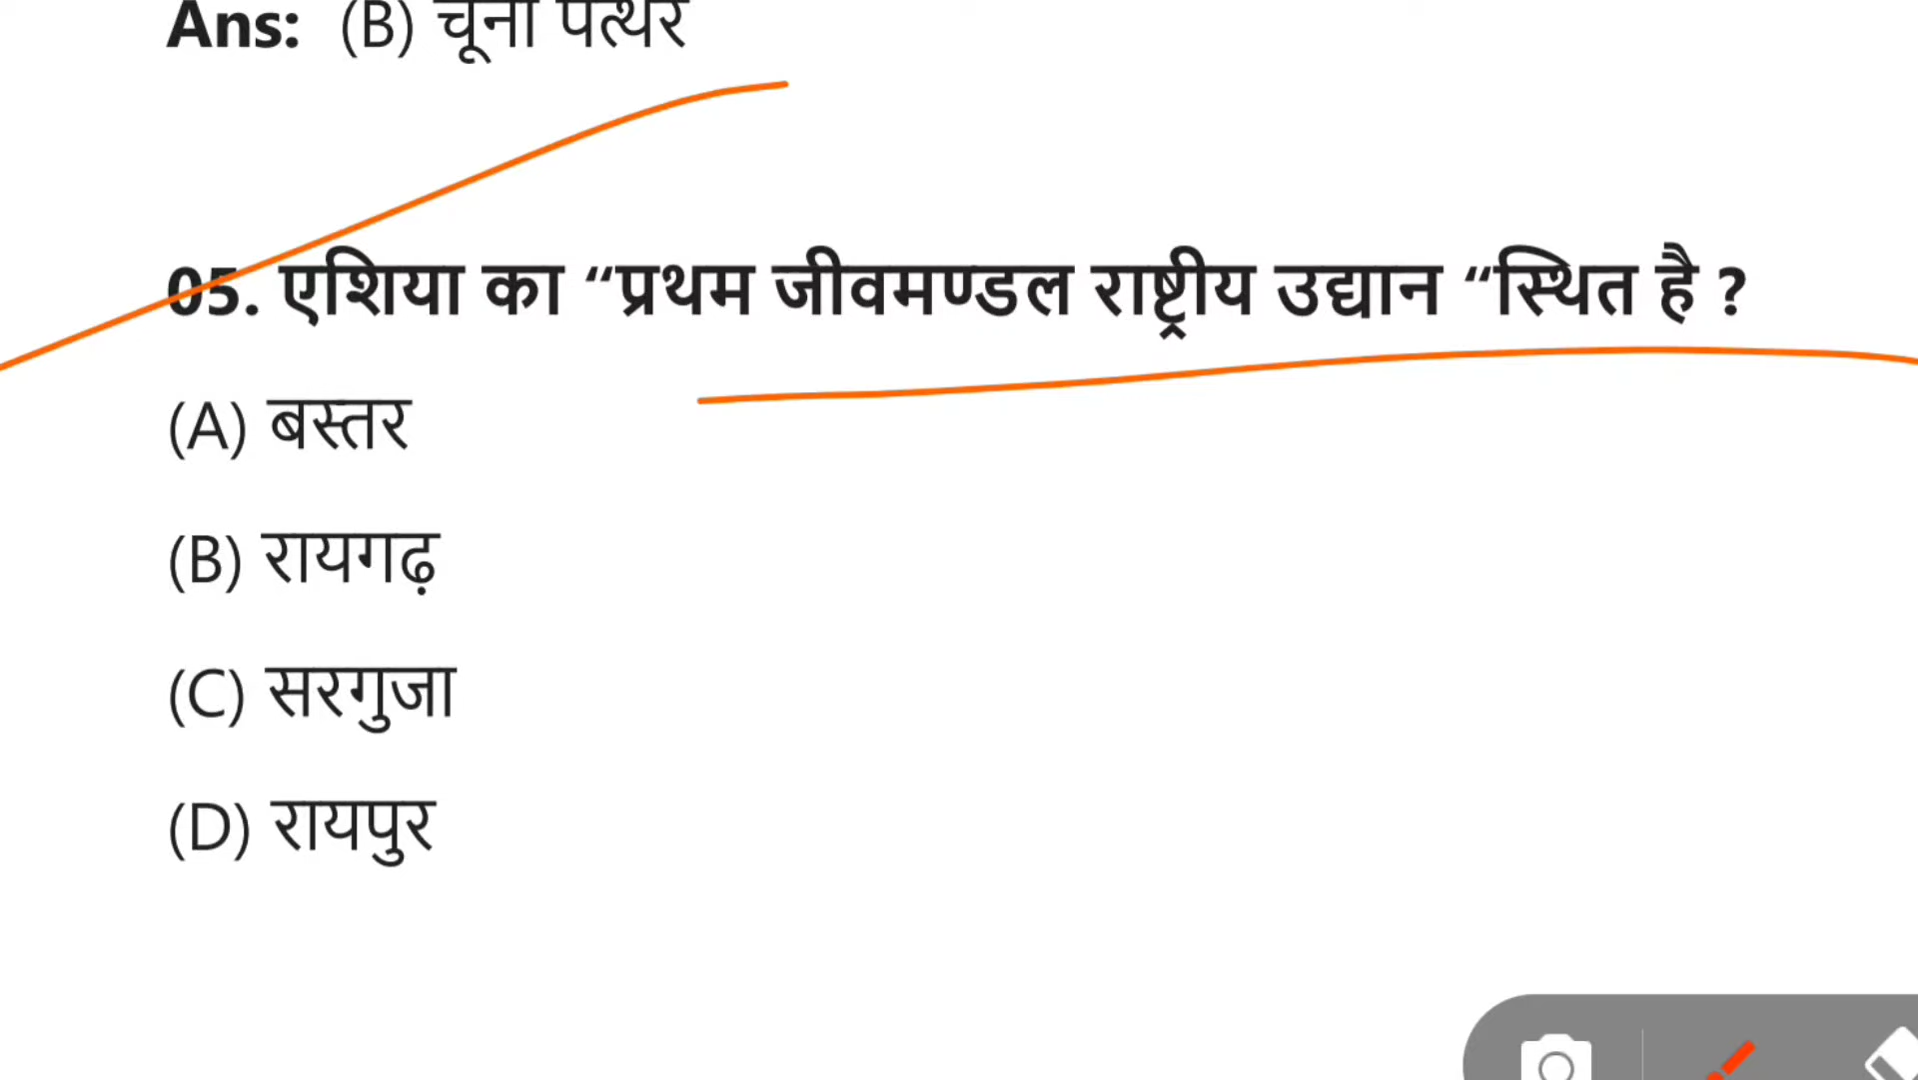 Ans: (B) चूना पत्थर
05. एशिया का “प्रथम जीवमण्डल राष्ट्रीय उद्यान “स्थित है ?
(A) बस्तर
(B) रायगढ़
(C) सरगुजा
(D) रायपुर